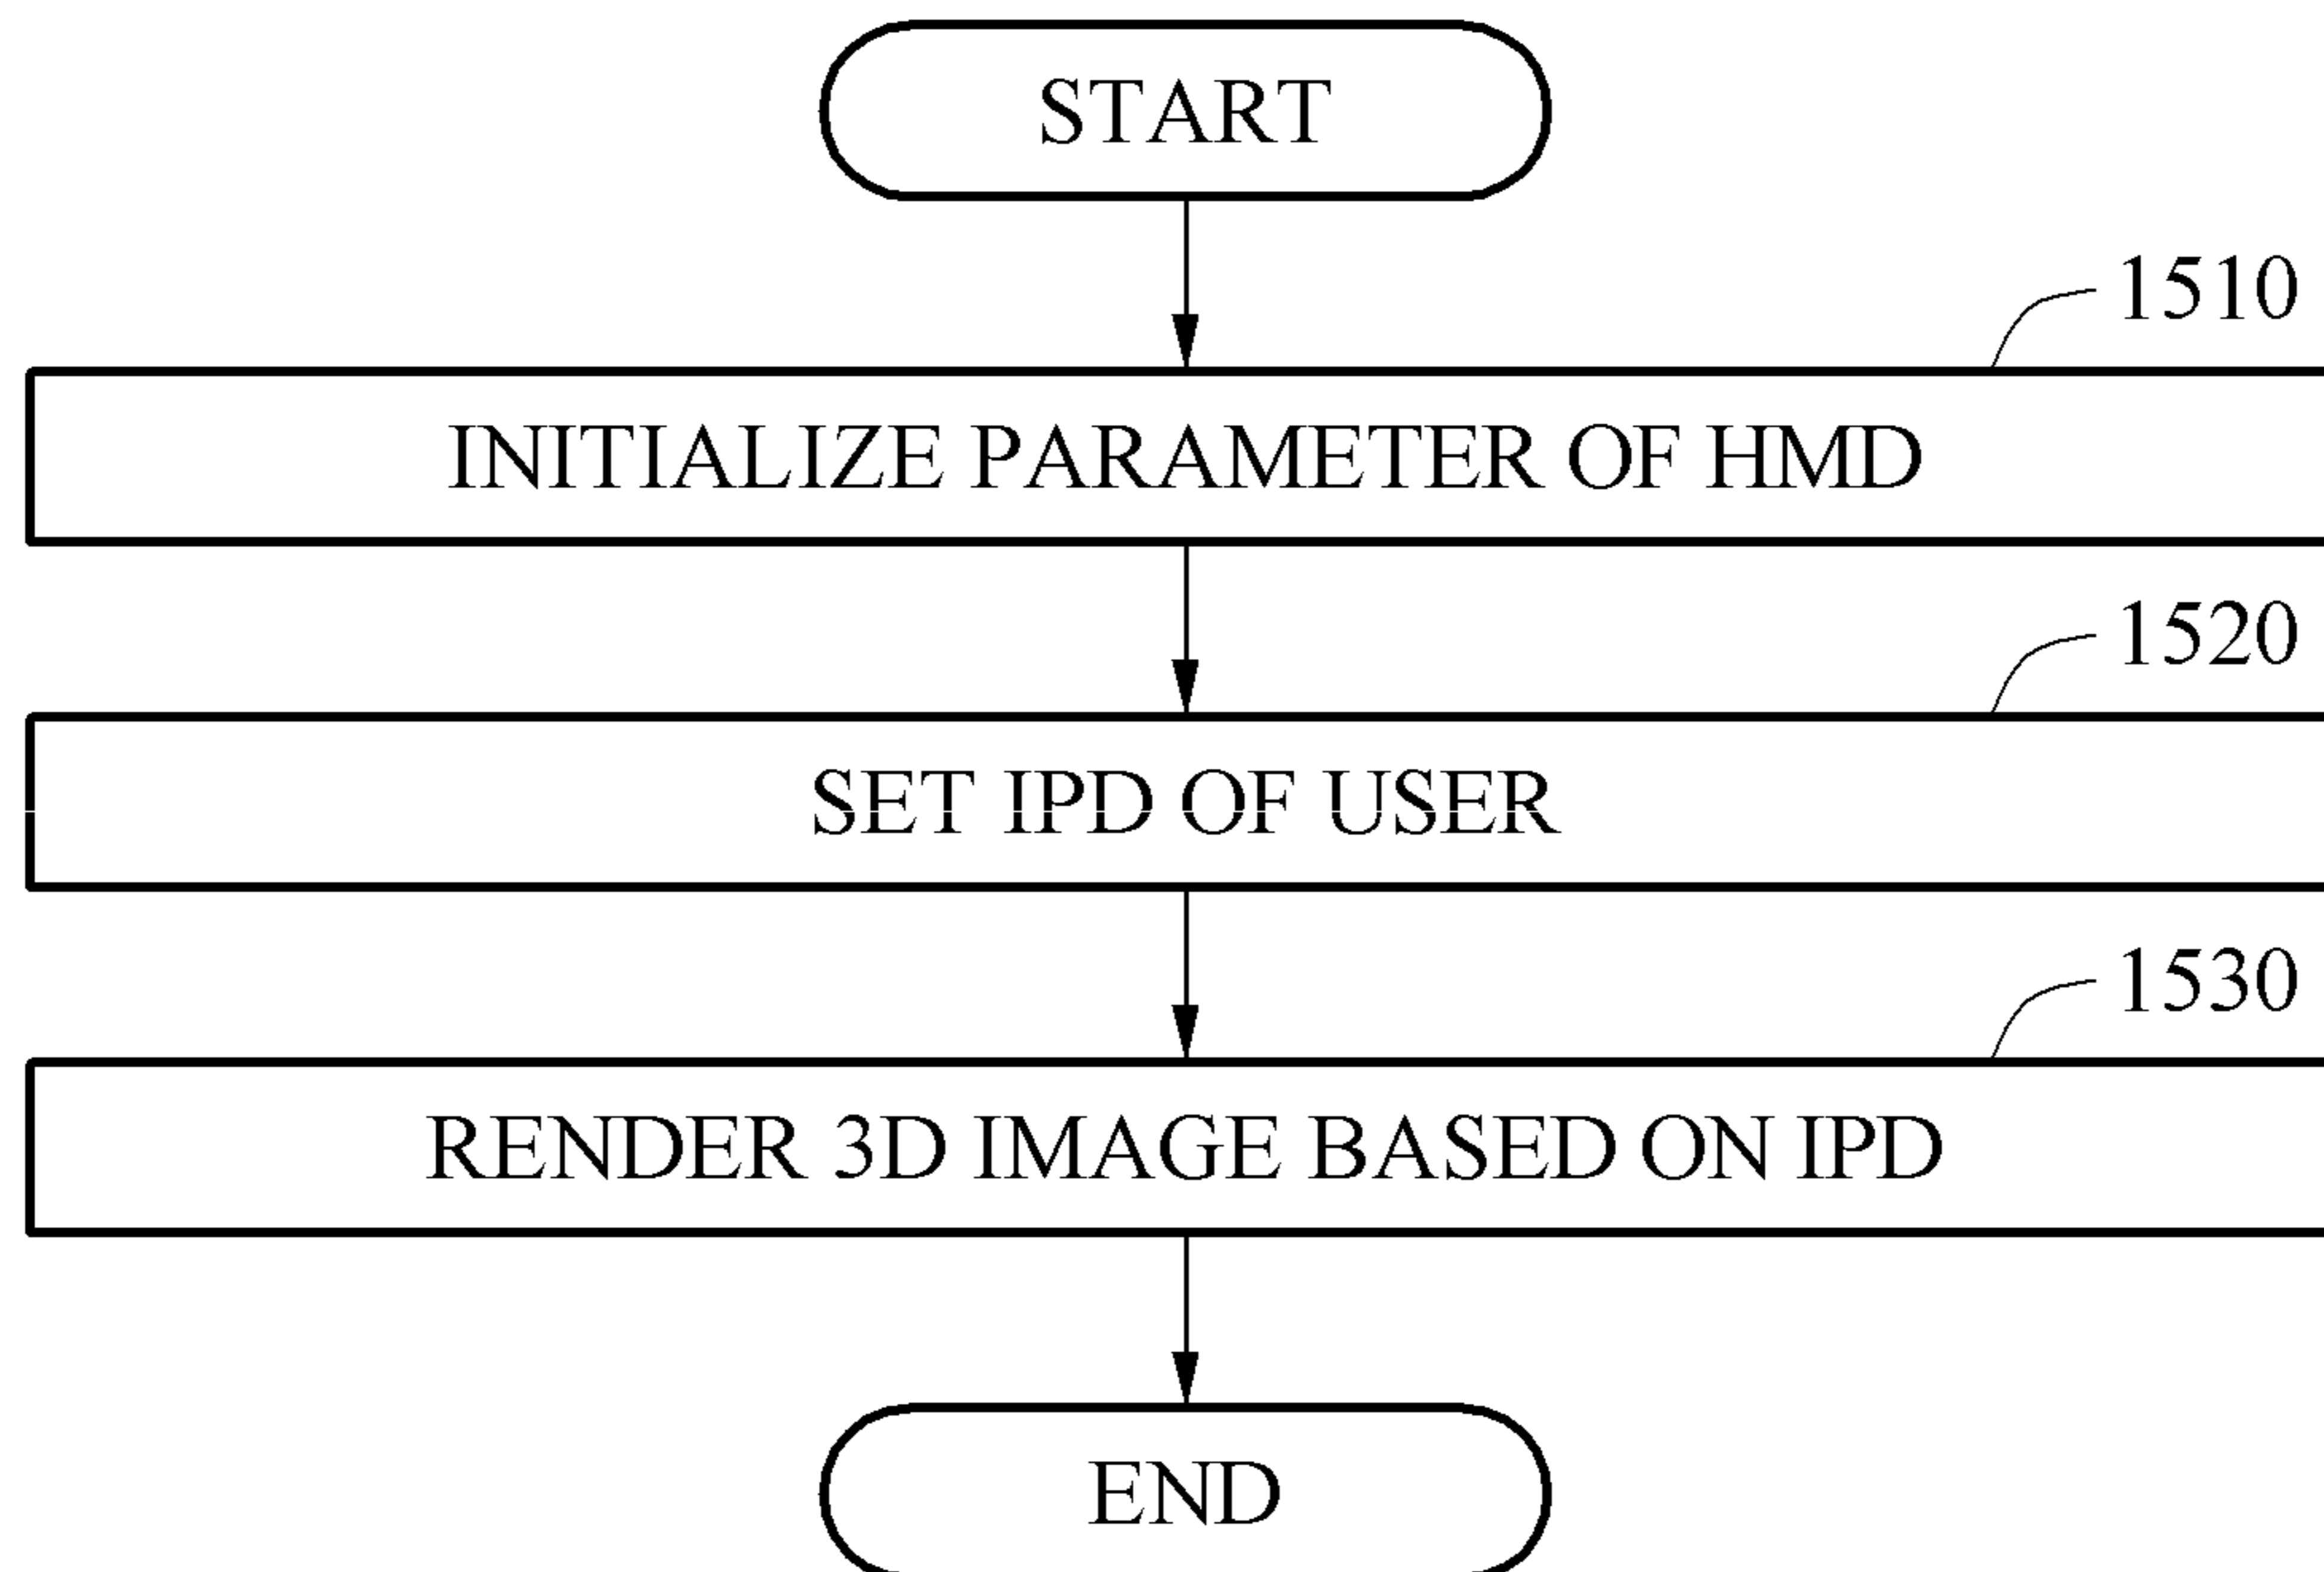 START
1510
INITIALIZE PARAMETER OF HMD
1520
SET IPD OF USER
1530
RENDER 3D IMAGE BASED ON IPD
END